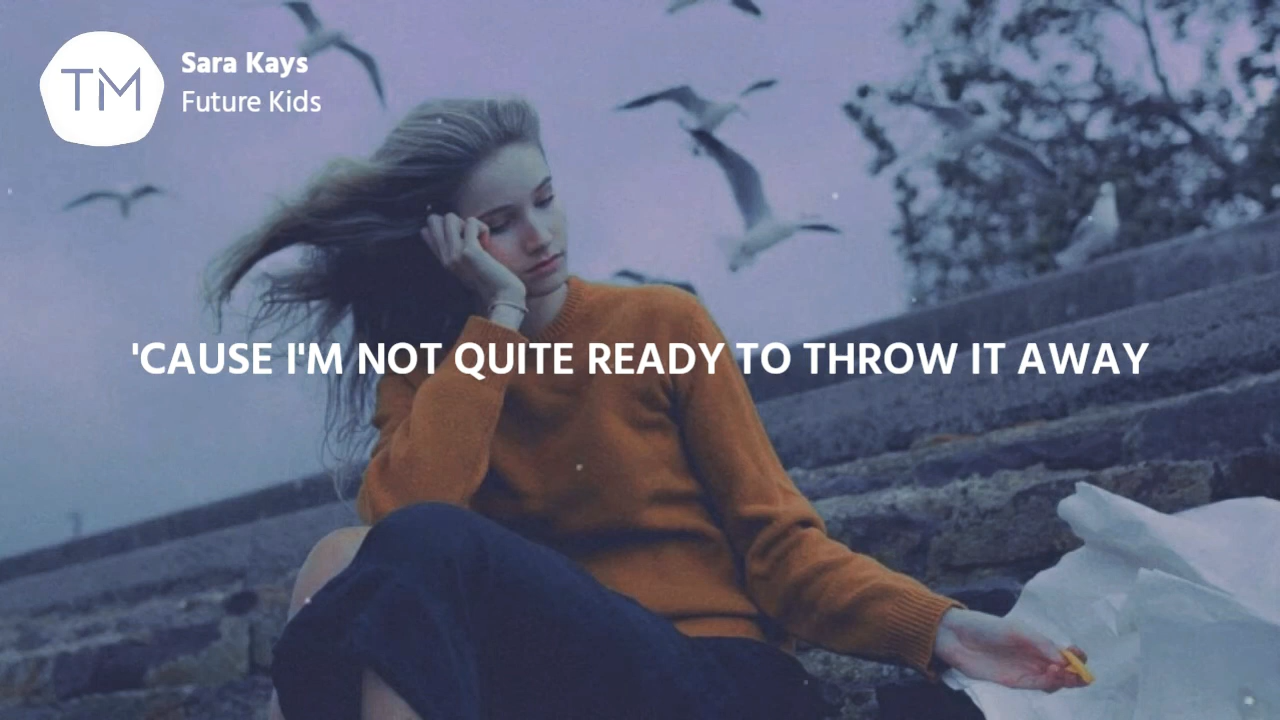 TM
Sara Kays
Future Kids
'CAUSE I'M NOT QUITE READY TO THROW IT AWAY